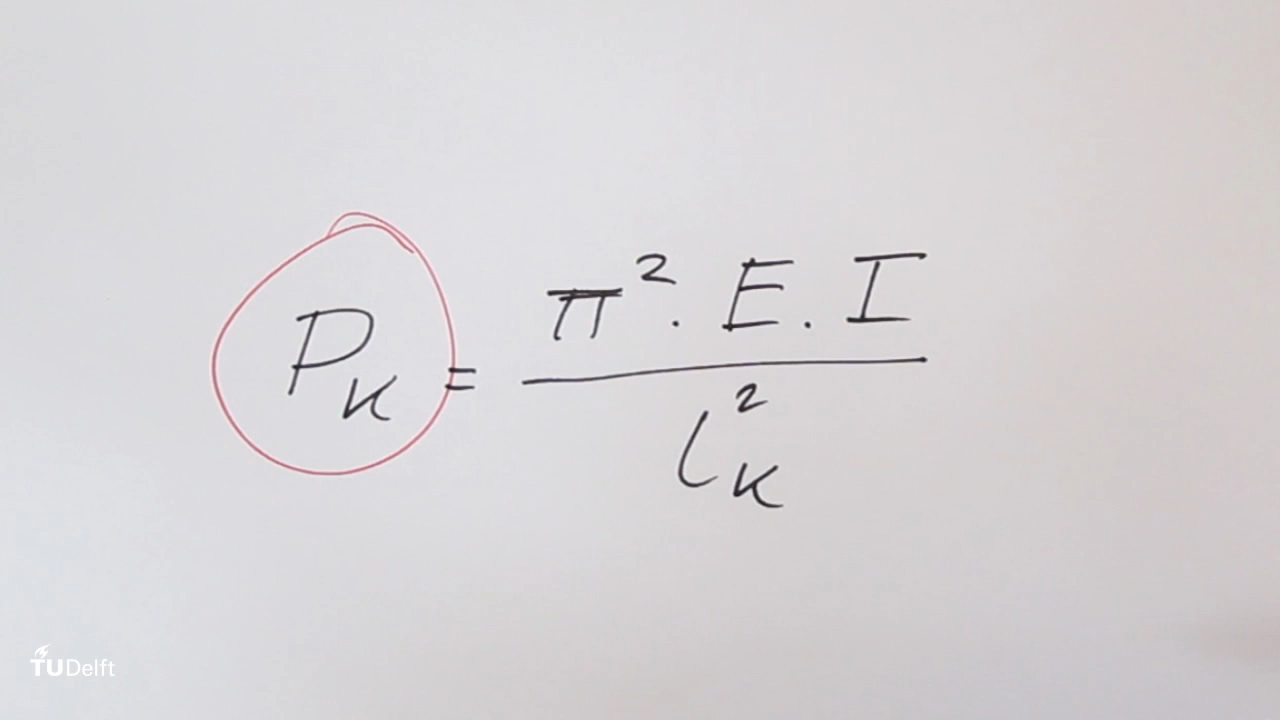 P_K = π² · E · I / l_K²
TUDelft